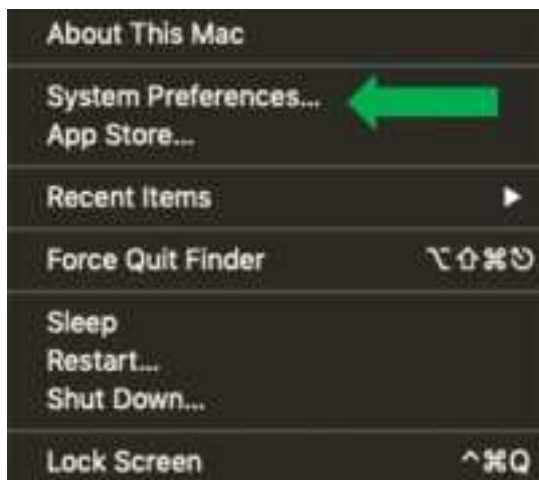 About This Mac
System Preferences...
App Store...
Recent Items ▶
Force Quit Finder ⌥⇧⌘⎋
Sleep
Restart...
Shut Down...
Lock Screen ^⌘Q